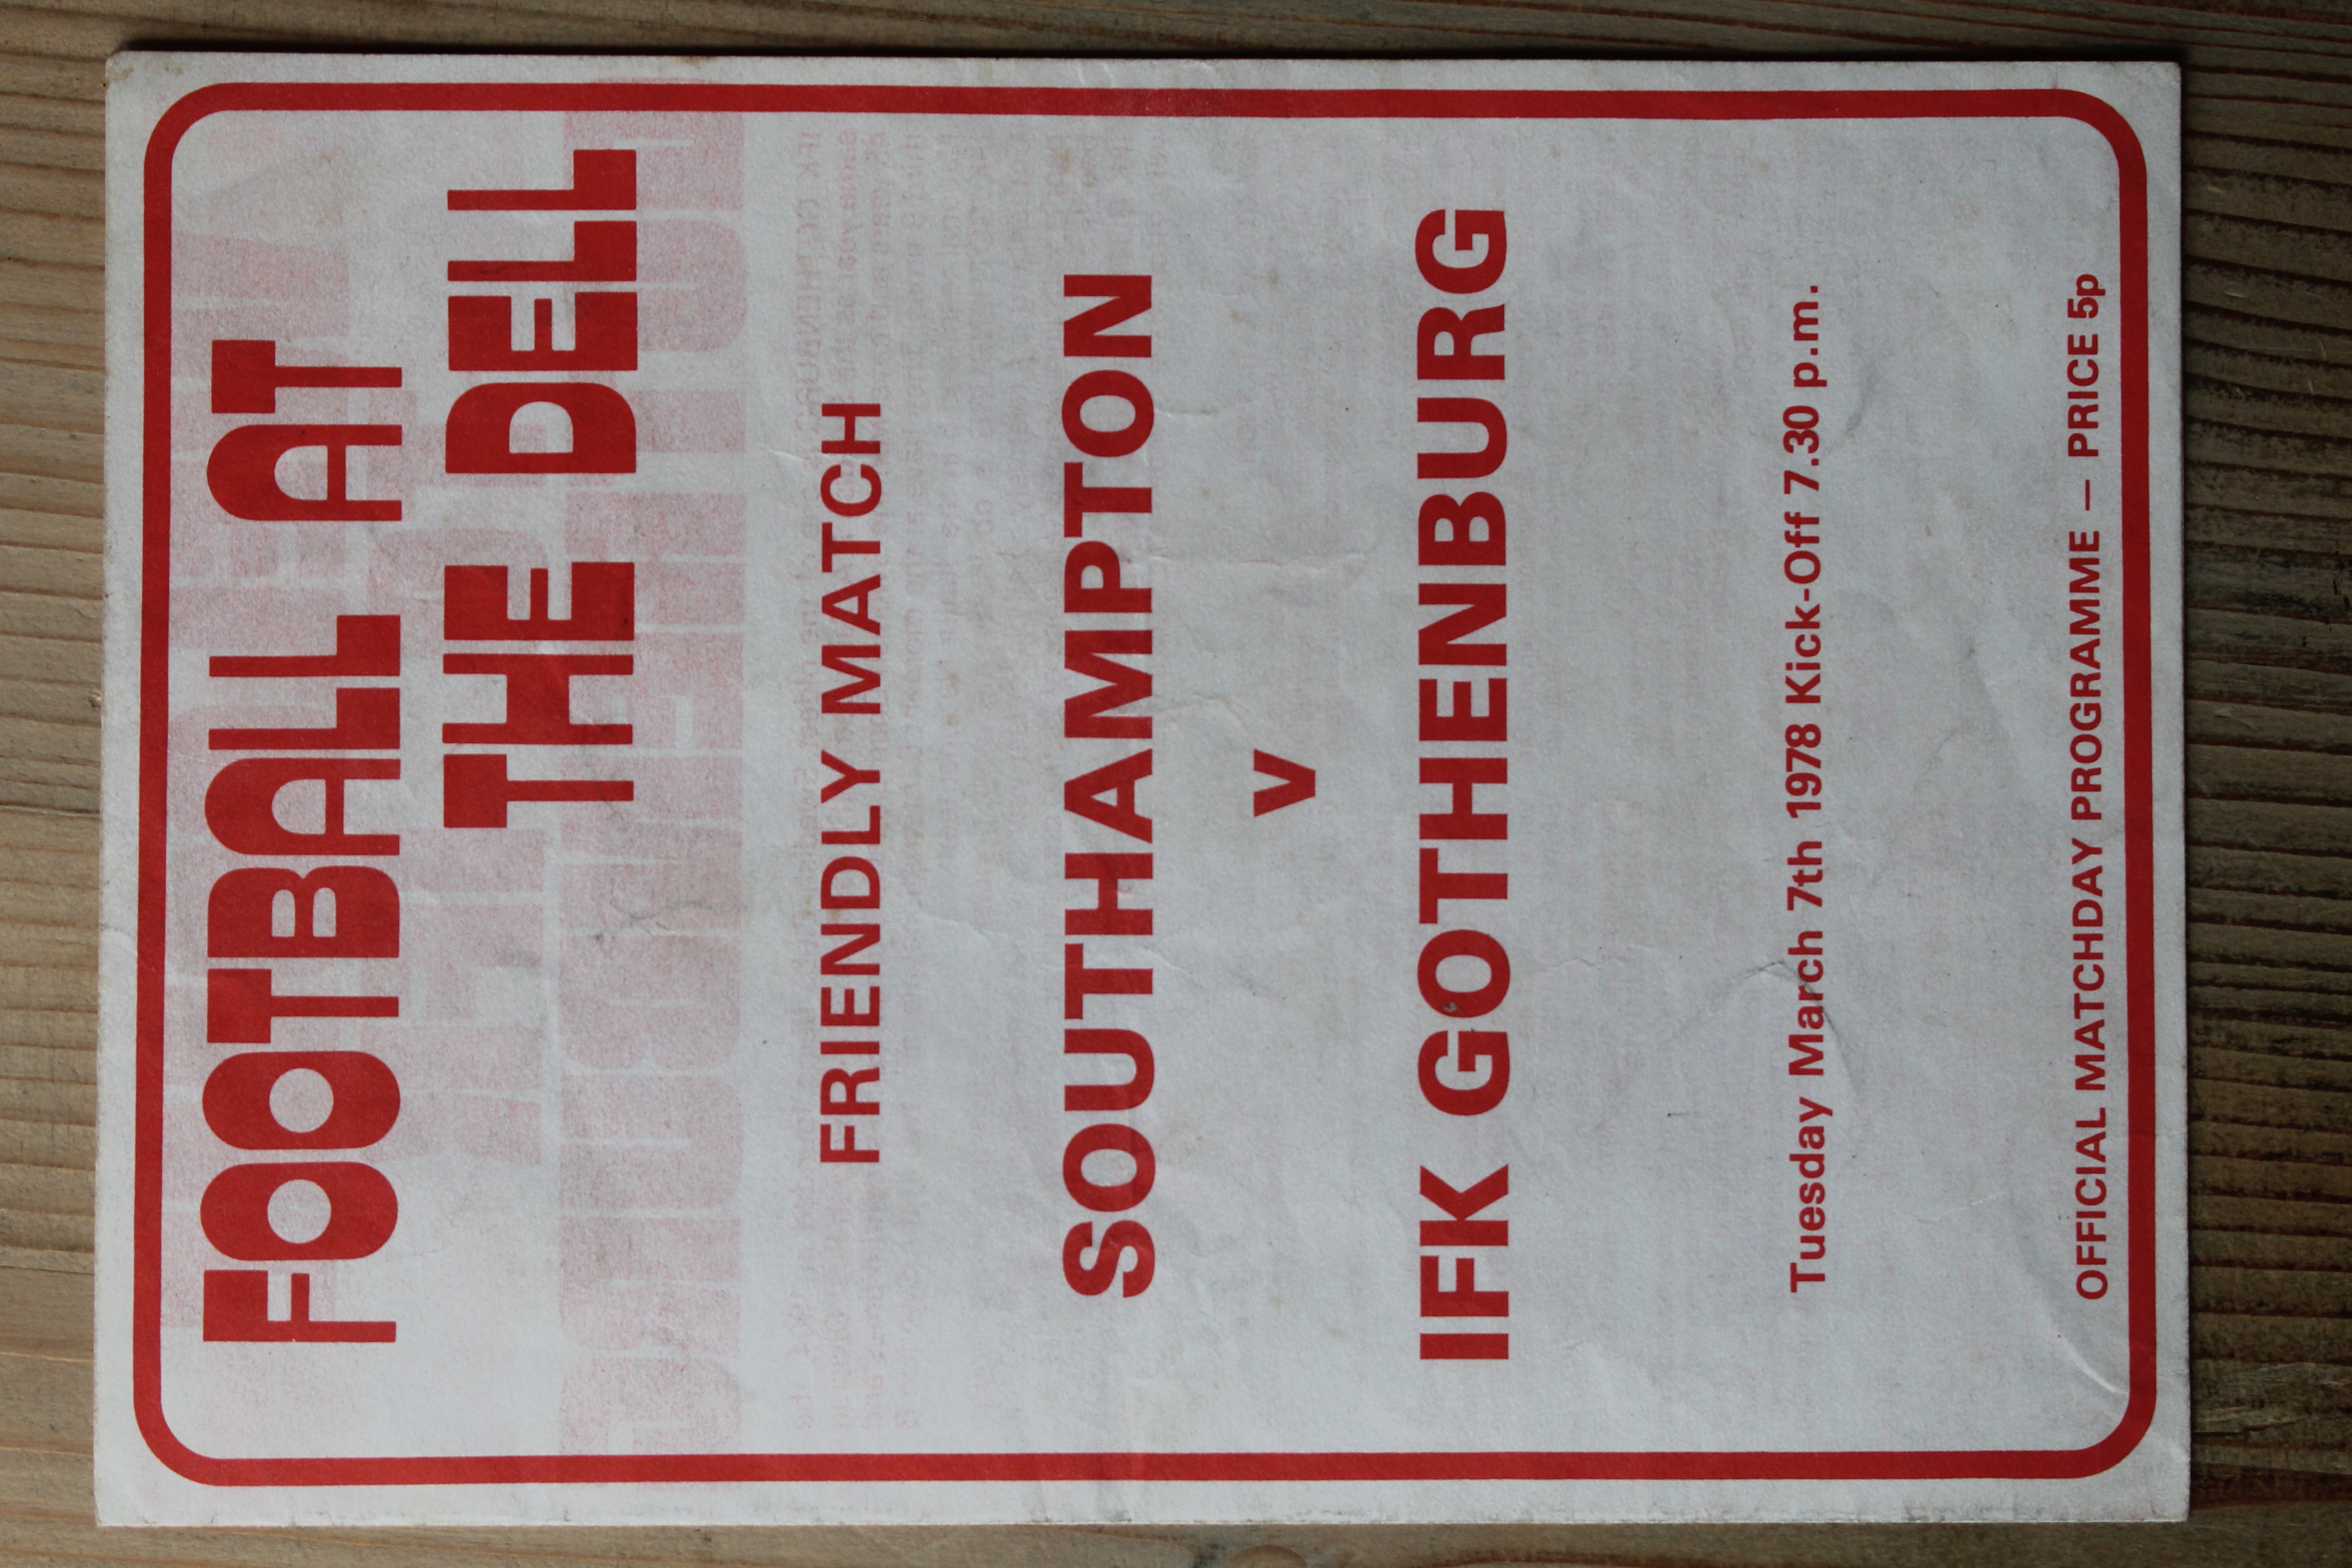 FOOTBALL AT
THE DELL
FRIENDLY MATCH
SOUTHAMPTON
v
IFK GOTHENBURG
Tuesday March 7th 1978 Kick-Off 7.30 p.m.
OFFICIAL MATCHDAY PROGRAMME — PRICE 5p